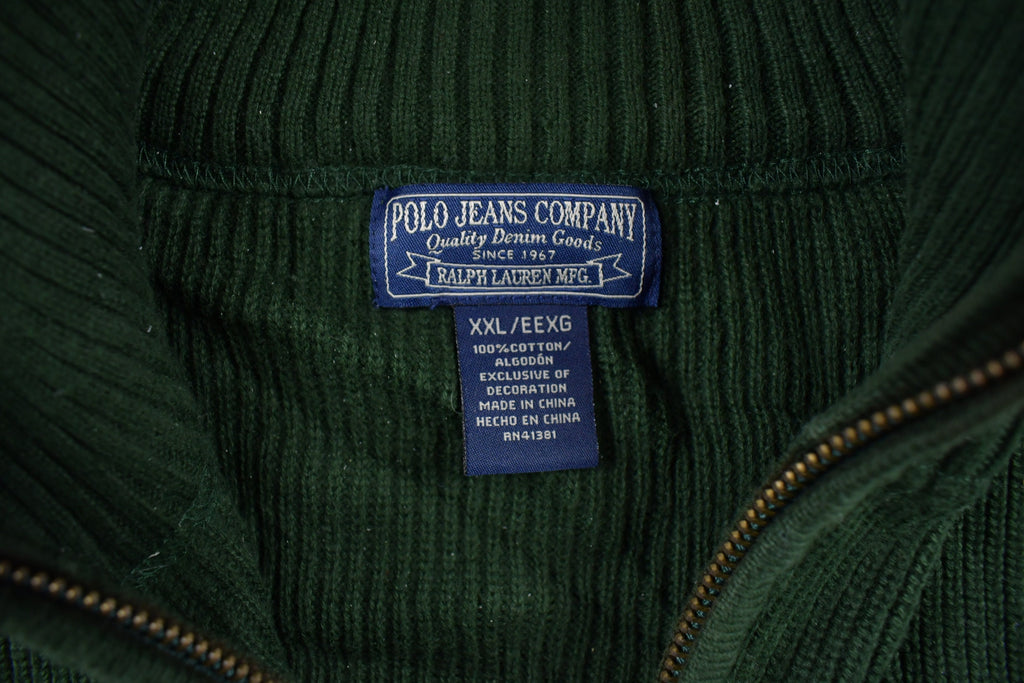 POLO JEANS COMPANY
Quality Denim Goods
SINCE 1967
RALPH LAUREN MFG.
XXL/EEXG
100%COTTON/
ALGODÓN
EXCLUSIVE OF
DECORATION
MADE IN CHINA
HECHO EN CHINA
RN41381